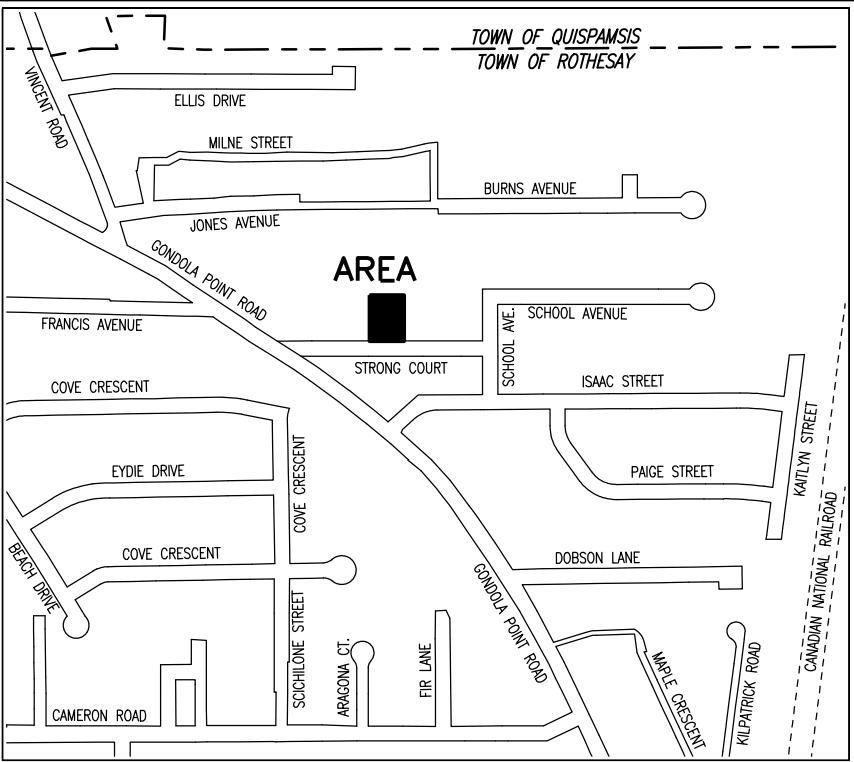 TOWN OF QUISPAMSIS
TOWN OF ROTHESAY
VINCENT ROAD
ELLIS DRIVE
MILNE STREET
BURNS AVENUE
JONES AVENUE
GONDOLA POINT ROAD
AREA
FRANCIS AVENUE
SCHOOL AVENUE
SCHOOL AVE.
STRONG COURT
ISAAC STREET
COVE CRESCENT
KAITLYN STREET
COVE CRESCENT
EYDIE DRIVE
PAIGE STREET
CANADIAN NATIONAL RAILROAD
BEACH DRIVE
COVE CRESCENT
DOBSON LANE
GONDOLA POINT ROAD
SCICHILONE STREET
ARAGONA CT.
FIR LANE
MAPLE CRESCENT
KILPATRICK ROAD
CAMERON ROAD